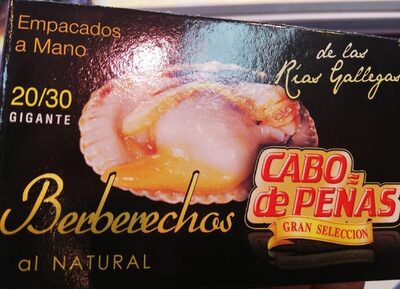 Empacados
a Mano
de las
Rías Gallegas
20/30
GIGANTE
CABO
de PEÑAS
GRAN SELECCION
Berberechos
al NATURAL